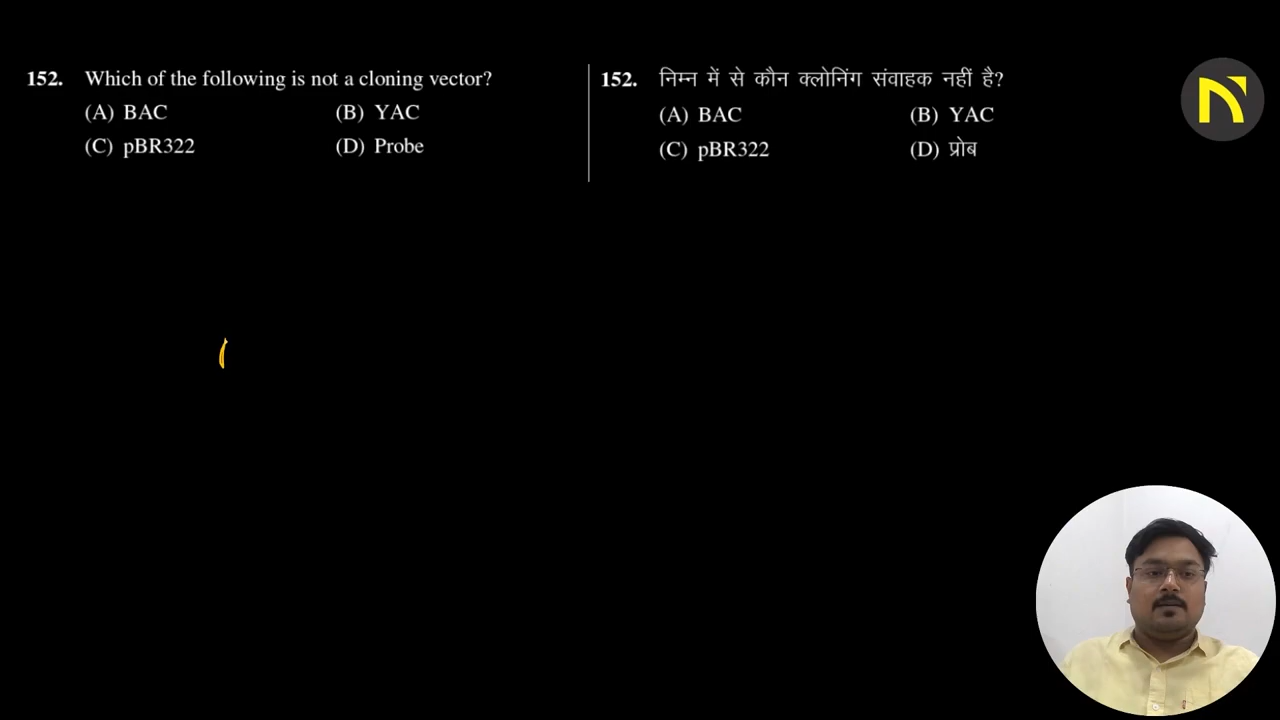 152. Which of the following is not a cloning vector?
(A) BAC (B) YAC
(C) pBR322 (D) Probe
152. निम्न में से कौन क्लोनिंग संवाहक नहीं है?
(A) BAC (B) YAC
(C) pBR322 (D) प्रोब